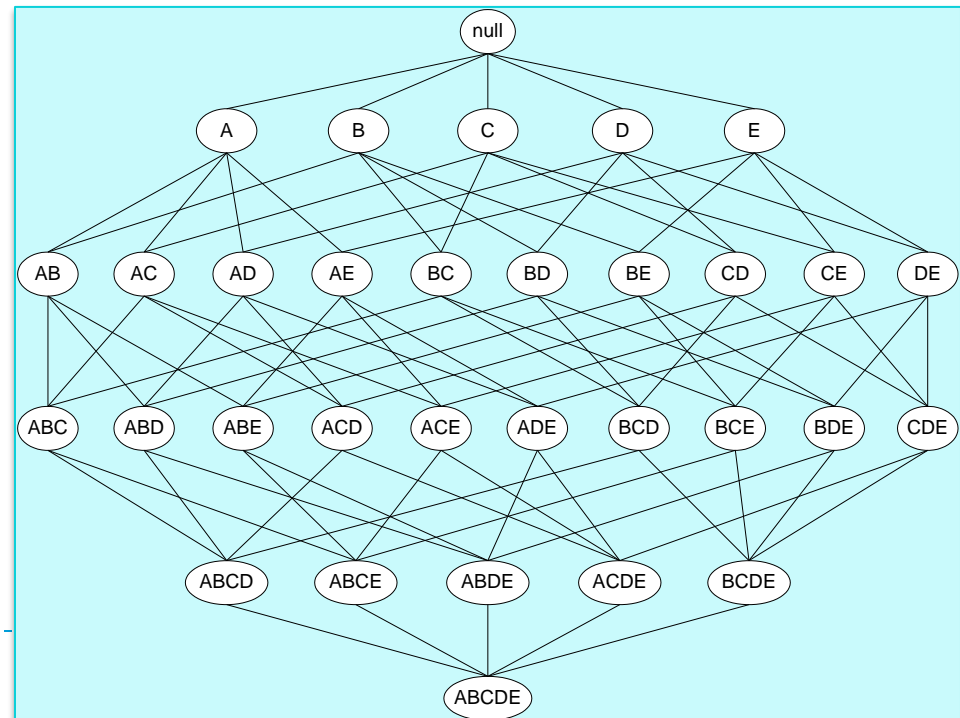 null
A B C D E
AB AC AD AE BC BD BE CD CE DE
ABC ABD ABE ACD ACE ADE BCD BCE BDE CDE
ABCD ABCE ABDE ACDE BCDE
ABCDE